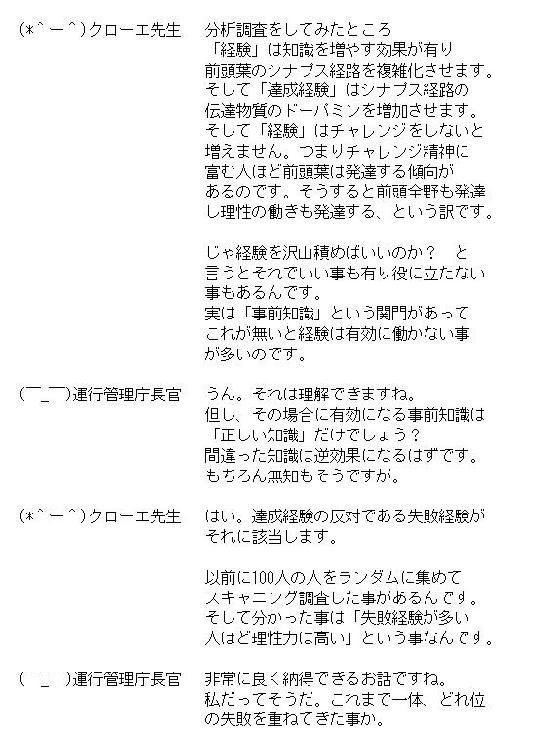 (*＾ー＾)クローエ先生　分析調査をしてみたところ
「経験」は知識を増やす効果が有り
前頭葉のシナプス経路を複雑化させます。
そして「達成経験」はシナプス経路の
伝達物質のドーパミンを増加させます。
そして「経験」はチャレンジをしないと
増えません。つまりチャレンジ精神に
富む人ほど前頭葉は発達する傾向が
あるのです。そうすると前頭全野も発達
し理性の働きも発達する、という訳です。
じゃ経験を沢山積めばいいのか？　と
言うとそれでいい事も有り役に立たない
事もあるんです。
実は「事前知識」という関門があって
これが無いと経験は有効に働かない事
が多いのです。
(￣_￣)運行管理庁長官　うん。それは理解できますね。
但し、その場合に有効になる事前知識は
「正しい知識」だけでしょう？
間違った知識に逆効果になるはずです。
もちろん無知もそうですが。
(*＾ー＾)クローエ先生　はい。達成経験の反対である失敗経験が
それに該当します。
以前に100人の人をランダムに集めて
スキャニング調査した事があるんです。
そして分かった事は「失敗経験が多い
人ほど理性力に高い」という事なんです。
(　_　)運行管理庁長官　非常に良く納得できるお話ですね。
私だってそうだ。これまで一体、どれ位
の失敗を重ねてきた事か。